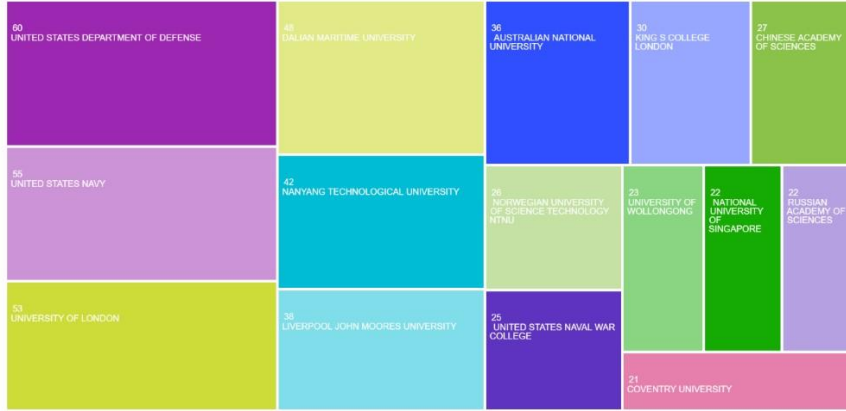 60
UNITED STATES DEPARTMENT OF DEFENSE
55
UNITED STATES NAVY
53
UNIVERSITY OF LONDON
48
DALIAN MARITIME UNIVERSITY
42
NANYANG TECHNOLOGICAL UNIVERSITY
38
LIVERPOOL JOHN MOORES UNIVERSITY
36
AUSTRALIAN NATIONAL
UNIVERSITY
30
KING S COLLEGE
LONDON
27
CHINESE ACADEMY
OF SCIENCES
26
NORWEGIAN UNIVERSITY
OF SCIENCE TECHNOLOGY
NTNU
25
UNITED STATES NAVAL WAR
COLLEGE
23
UNIVERSITY OF
WOLLONGONG
22
NATIONAL
UNIVERSITY
OF
SINGAPORE
22
RUSSIAN
ACADEMY OF
SCIENCES
21
COVENTRY UNIVERSITY